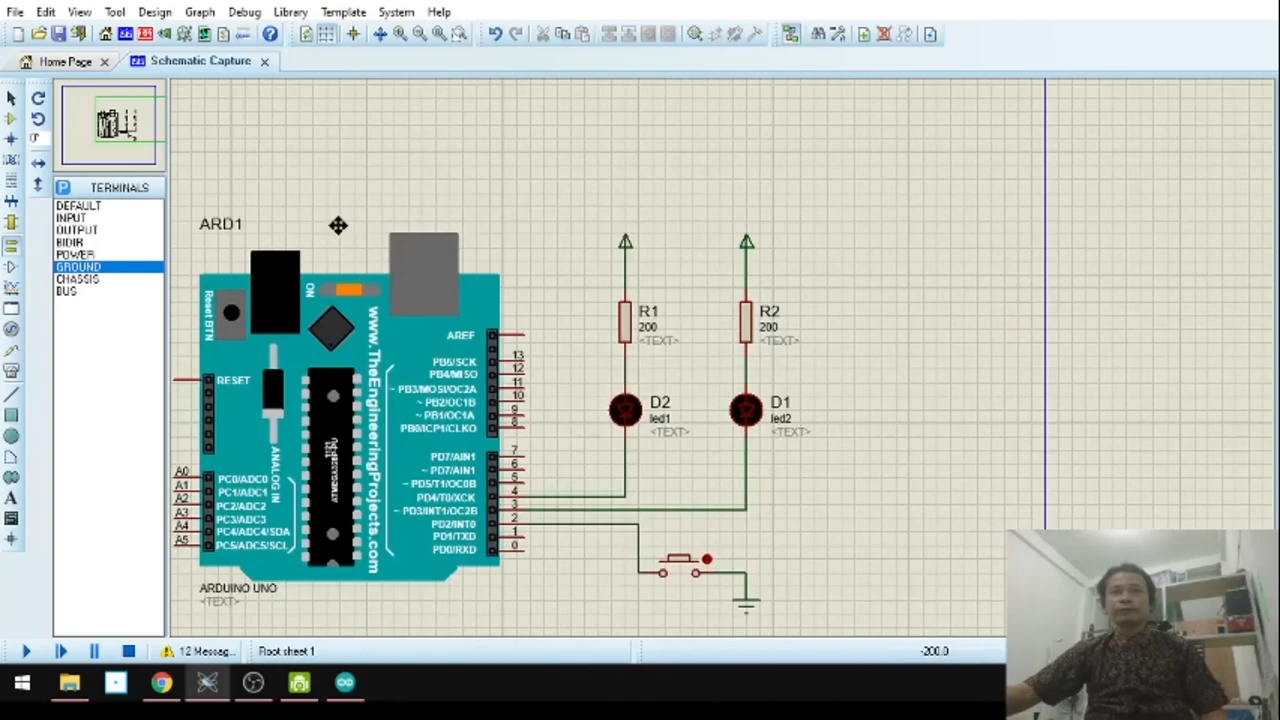 File Edit View Tool Design Graph Debug Library Template System Help
Home Page Schematic Capture
0°
TERMINALS
DEFAULT
INPUT
OUTPUT
BIDIR
POWER
GROUND
CHASSIS
BUS
ARD1
Reset BTN
ON
www.TheEngineeringProjects.com
RESET
ANALOG IN
ATMEGA328P-PU
1121
A0 PC0/ADC0
A1 PC1/ADC1
A2 PC2/ADC2
A3 PC3/ADC3
A4 PC4/ADC4/SDA
A5 PC5/ADC5/SCL
AREF
PB5/SCK 13
PB4/MISO 12
~ PB3/MOSI/OC2A 11
~ PB2/OC1B 10
~ PB1/OC1A 9
PB0/ICP1/CLKO 8
PD7/AIN1 7
~ PD7/AIN1 6
~ PD5/T1/OC0B 5
PD4/T0/XCK 4
~ PD3/INT1/OC2B 3
PD2/INT0 2
PD1/TXD 1
PD0/RXD 0
ARDUINO UNO
<TEXT>
R1
200
<TEXT>
R2
200
<TEXT>
D2
led1
<TEXT>
D1
led2
<TEXT>
12 Messag... Root sheet 1 -200.0